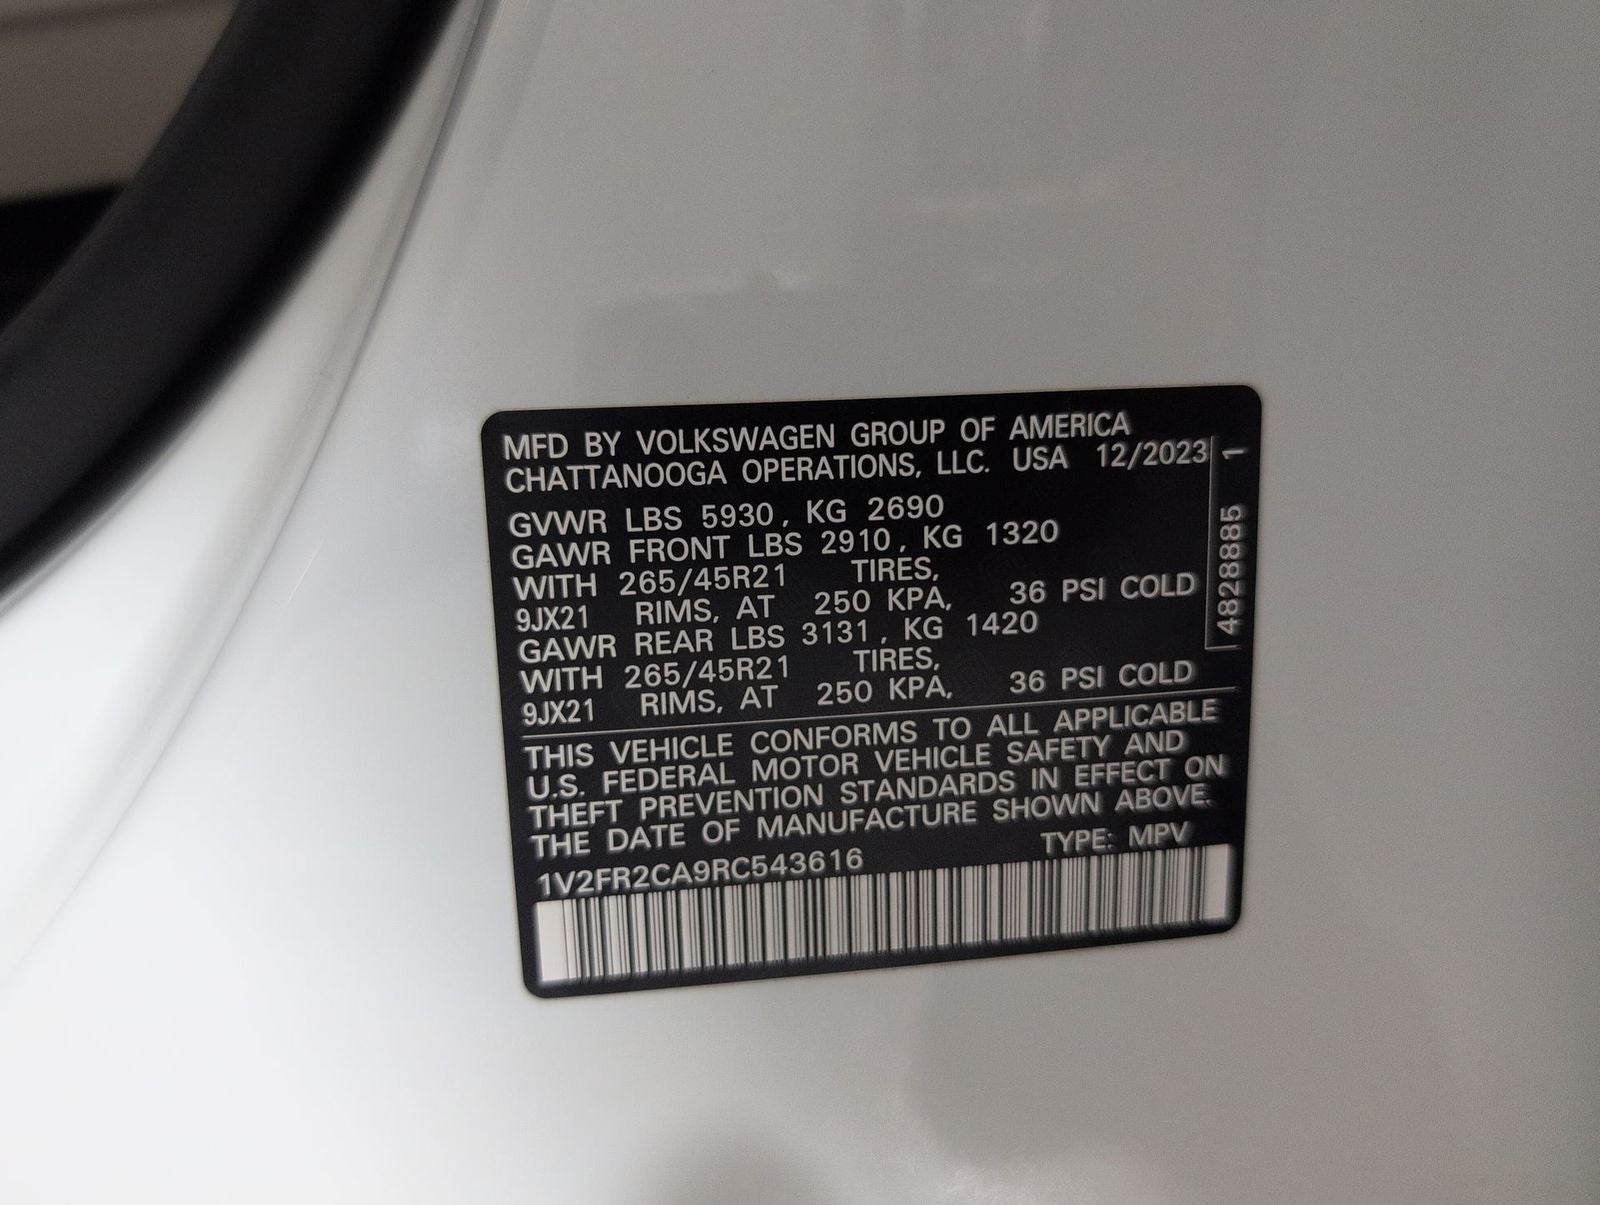 MFD BY VOLKSWAGEN GROUP OF AMERICA
CHATTANOOGA OPERATIONS, LLC. USA 12/2023
GVWR LBS 5930, KG 2690
GAWR FRONT LBS 2910, KG 1320
WITH 265/45R21 TIRES,
9JX21 RIMS, AT 250 KPA, 36 PSI COLD
GAWR REAR LBS 3131, KG 1420
WITH 265/45R21 TIRES,
9JX21 RIMS, AT 250 KPA, 36 PSI COLD
THIS VEHICLE CONFORMS TO ALL APPLICABLE
U.S. FEDERAL MOTOR VEHICLE SAFETY AND
THEFT PREVENTION STANDARDS IN EFFECT ON
THE DATE OF MANUFACTURE SHOWN ABOVE.
TYPE: MPV
1V2FR2CA9RC543616
4828885 1